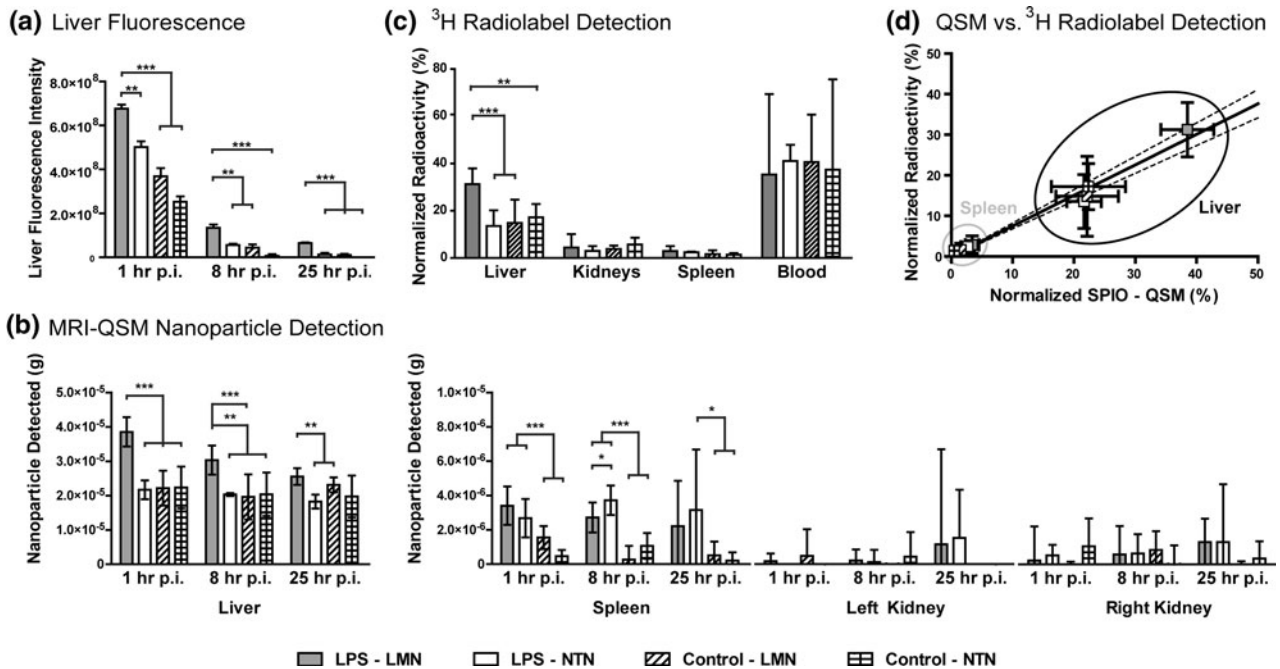 (a) Liver Fluorescence
Liver Fluorescence Intensity
8.0×10⁸
6.0×10⁸
4.0×10⁸
2.0×10⁸
0
***
**
***
**
***
1 hr p.i.
8 hr p.i.
25 hr p.i.
(c) ³H Radiolabel Detection
Normalized Radioactivity (%)
80
60
40
20
0
**
***
Liver
Kidneys
Spleen
Blood
(d) QSM vs. ³H Radiolabel Detection
Normalized Radioactivity (%)
50
40
30
20
10
0
Spleen
Liver
0
10
20
30
40
50
Normalized SPIO - QSM (%)
(b) MRI-QSM Nanoparticle Detection
Nanoparticle Detected (g)
5.0×10⁻⁵
4.0×10⁻⁵
3.0×10⁻⁵
2.0×10⁻⁵
1.0×10⁻⁵
0
***
***
**
**
1 hr p.i.
8 hr p.i.
25 hr p.i.
Liver
Nanoparticle Detected (g)
8.0×10⁻⁶
6.0×10⁻⁶
4.0×10⁻⁶
2.0×10⁻⁶
0
***
***
*
*
1 hr p.i.
8 hr p.i.
25 hr p.i.
Spleen
1 hr p.i.
8 hr p.i.
25 hr p.i.
Left Kidney
1 hr p.i.
8 hr p.i.
25 hr p.i.
Right Kidney
LPS - LMN
LPS - NTN
Control - LMN
Control - NTN